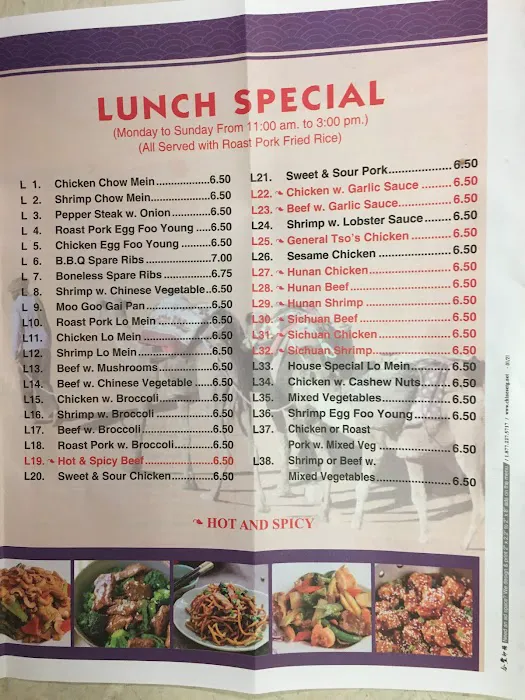 LUNCH SPECIAL
(Monday to Sunday From 11:00 am. to 3:00 pm.)
(All Served with Roast Pork Fried Rice)
L 1. Chicken Chow Mein...................6.50
L 2. Shrimp Chow Mein.....................6.50
L 3. Pepper Steak w. Onion.............6.50
L 4. Roast Pork Egg Foo Young .....6.50
L 5. Chicken Egg Foo Young ..........6.50
L 6. B.B.Q Spare Ribs .....................7.00
L 7. Boneless Spare Ribs ................6.75
L 8. Shrimp w. Chinese Vegetable..6.50
L 9. Moo Goo Gai Pan......................6.50
L10. Roast Pork Lo Mein .................6.50
L11. Chicken Lo Mein .......................6.50
L12. Shrimp Lo Mein .........................6.50
L13. Beef w. Mushrooms ..................6.50
L14. Beef w. Chinese Vegetable ......6.50
L15. Chicken w. Broccoli...................6.50
L16. Shrimp w. Broccoli.....................6.50
L17. Beef w. Broccoli.........................6.50
L18. Roast Pork w. Broccoli..............6.50
L19. Hot & Spicy Beef........................6.50
L20. Sweet & Sour Chicken..............6.50
L21. Sweet & Sour Pork....................6.50
L22. Chicken w. Garlic Sauce .........6.50
L23. Beef w. Garlic Sauce................6.50
L24. Shrimp w. Lobster Sauce ........6.50
L25. General Tso's Chicken ............6.50
L26. Sesame Chicken ......................6.50
L27. Hunan Chicken.........................6.50
L28. Hunan Beef ..............................6.50
L29. Hunan Shrimp ..........................6.50
L30. Sichuan Beef ............................6.50
L31. Sichuan Chicken ......................6.50
L32. Sichuan Shrimp.........................6.50
L33. House Special Lo Mein............6.50
L34. Chicken w. Cashew Nuts.........6.50
L35. Mixed Vegetables.....................6.50
L36. Shrimp Egg Foo Young ...........6.50
L37. Chicken or Roast
Pork w. Mixed Veg ...................6.50
L38. Shrimp or Beef w.
Mixed Vegetables......................6.50
HOT AND SPICY